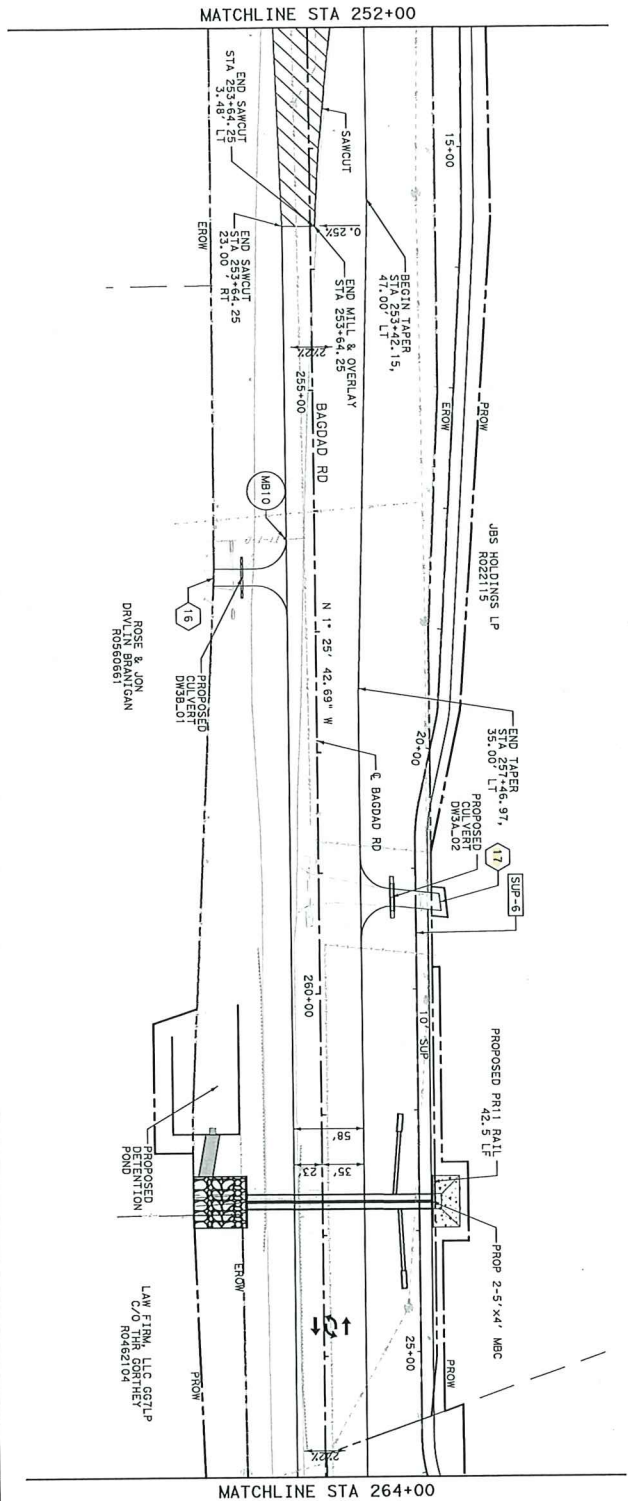 MATCHLINE STA 252+00
15+00
SAWCUT
END SAWCUT
STA 253+64.25
3.48' LT
EROW
0.25%
END SAWCUT
STA 253+64.25
23.00' RT
BEGIN TAPER
STA 253+42.15,
47.00' LT
END MILL & OVERLAY
STA 253+64.25
EROW
PROW
255+00
BAGDAD RD
JBS HOLDINGS LP
R022115
MB10
16
PROPOSED
CULVERT
DW3B_01
ROSE & JON
DRVLIN BRANIGAN
R0560661
N 1° 25' 42.69" W
END TAPER
STA 257+46.97,
35.00' LT
20+00
℄ BAGDAD RD
PROPOSED
CULVERT
DW3A_02
17
SUP-6
260+00
10' SUP
PROPOSED PR11 RAIL
42.5 LF
58'
23'
35'
PROPOSED
DETENTION
POND
PROP 2-5'x4' MBC
EROW
PROW
LAW FIRM, LLC GG7LP
C/O THR GORTHEY
R0462104
25+00
PROW
MATCHLINE STA 264+00